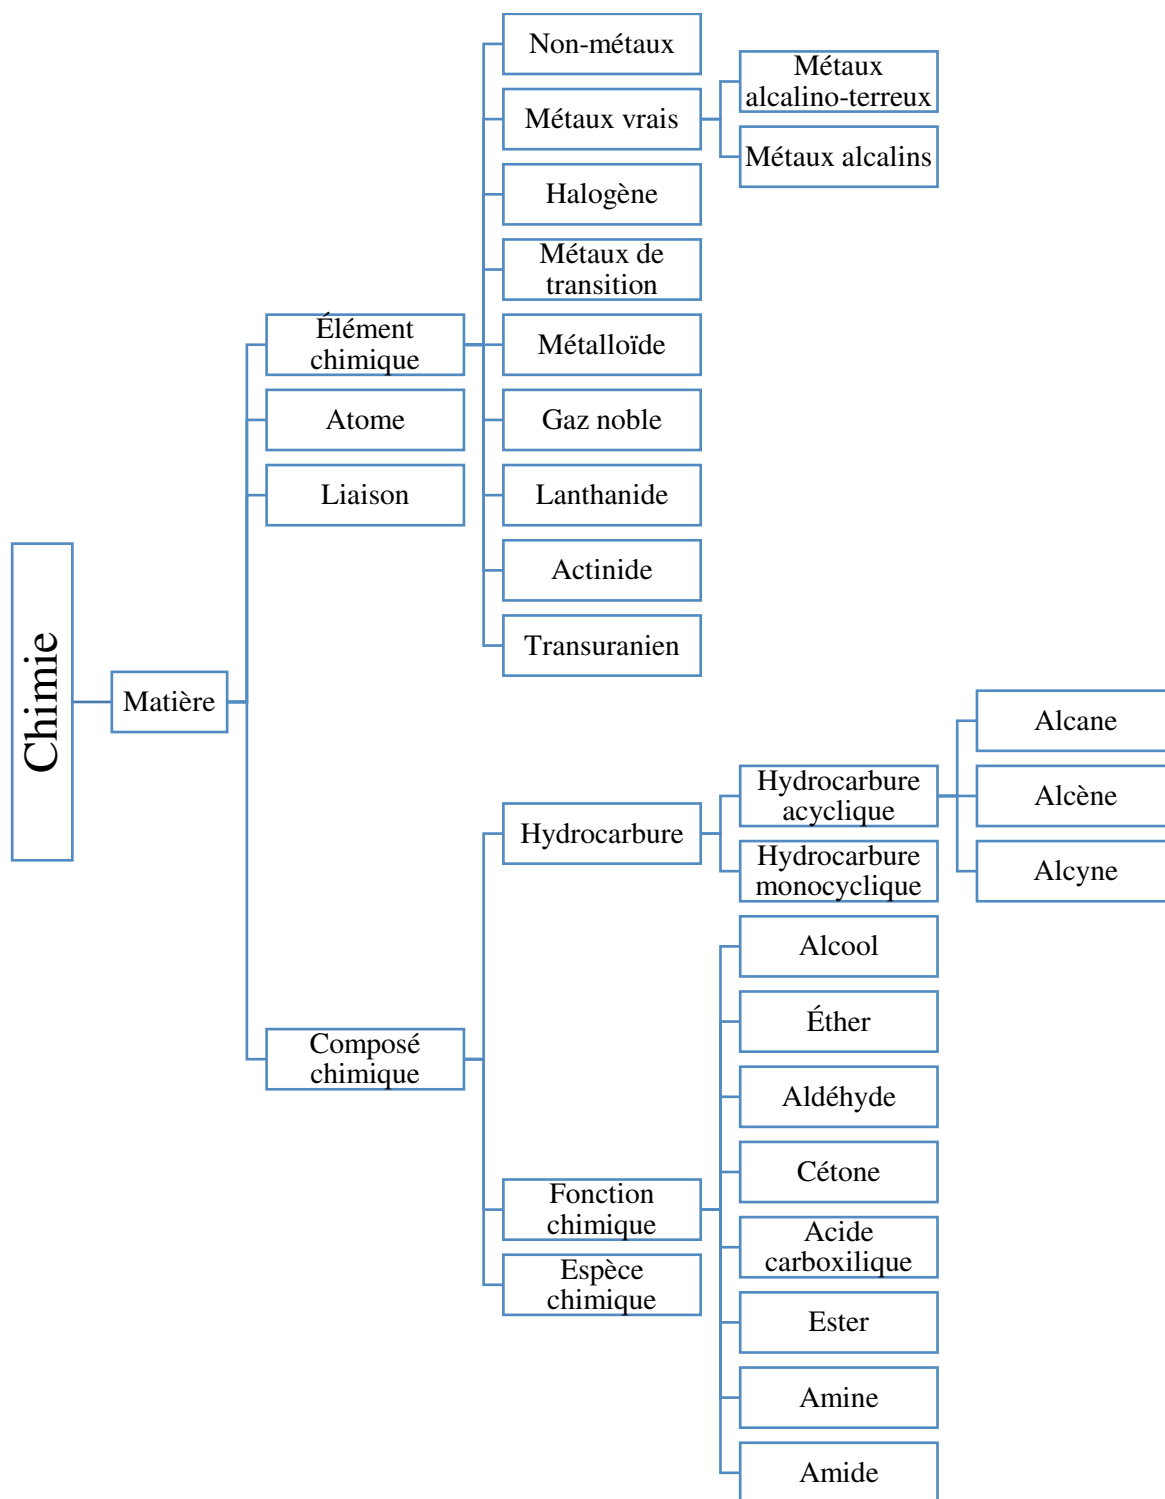 Chimie
Matière
Élément
chimique
Non-métaux
Métaux vrais
Métaux
alcalino-terreux
Métaux alcalins
Halogène
Métaux de
transition
Métalloïde
Gaz noble
Lanthanide
Actinide
Transuranien
Atome
Liaison
Composé
chimique
Hydrocarbure
Hydrocarbure
acyclique
Alcane
Alcène
Alcyne
Hydrocarbure
monocyclique
Fonction
chimique
Alcool
Éther
Aldéhyde
Cétone
Acide
carboxilique
Ester
Amine
Amide
Espèce
chimique